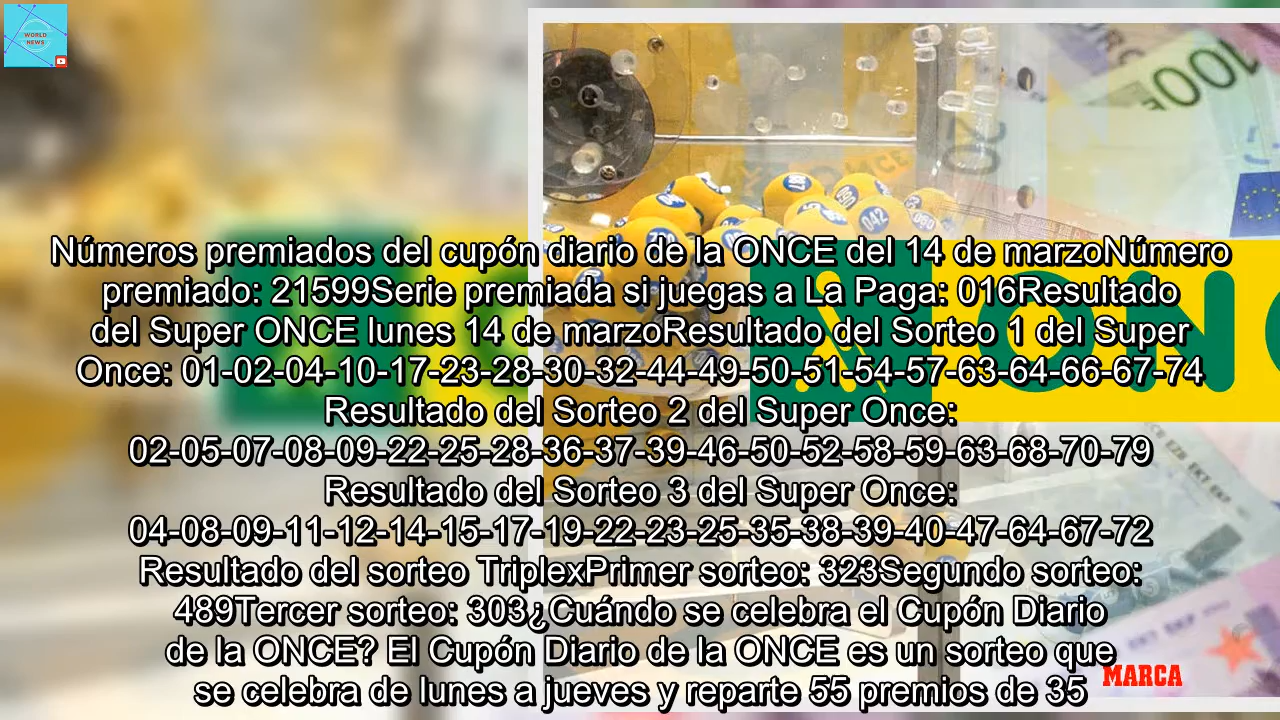 WORLD
NEWS
Números premiados del cupón diario de la ONCE del 14 de marzoNúmero
premiado: 21599Serie premiada si juegas a La Paga: 016Resultado
del Super ONCE lunes 14 de marzoResultado del Sorteo 1 del Super
Once: 01-02-04-10-17-23-28-30-32-44-49-50-51-54-57-63-64-66-67-74
Resultado del Sorteo 2 del Super Once:
02-05-07-08-09-22-25-28-36-37-39-46-50-52-58-59-63-68-70-79
Resultado del Sorteo 3 del Super Once:
04-08-09-11-12-14-15-17-19-22-23-25-35-38-39-40-47-64-67-72
Resultado del sorteo TriplexPrimer sorteo: 323Segundo sorteo:
489Tercer sorteo: 303¿Cuándo se celebra el Cupón Diario
de la ONCE? El Cupón Diario de la ONCE es un sorteo que
se celebra de lunes a jueves y reparte 55 premios de 35
MARCA
100
20
042
090
ONC